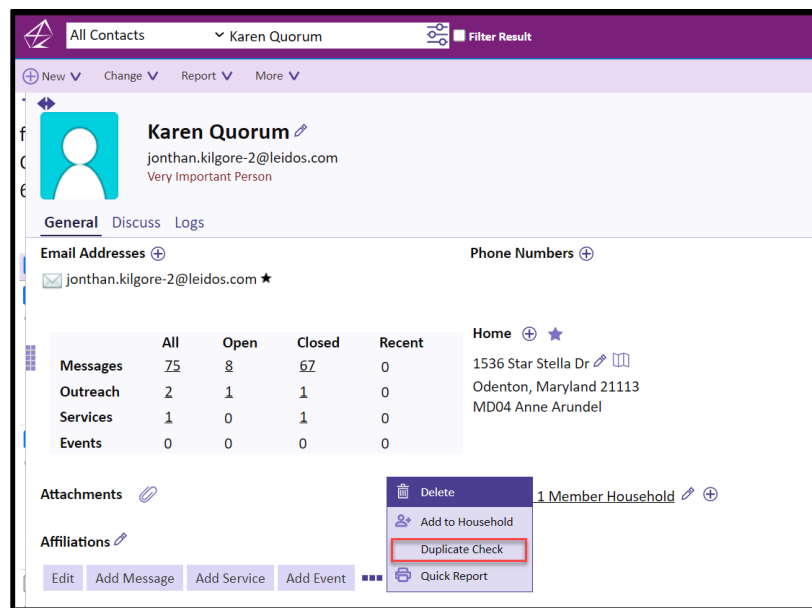 All Contacts Karen Quorum Filter Result
New Change Report More
Karen Quorum
jonthan.kilgore-2@leidos.com
Very Important Person
General Discuss Logs
Email Addresses
jonthan.kilgore-2@leidos.com
Phone Numbers
All Open Closed Recent
Messages 75 8 67 0
Outreach 2 1 1 0
Services 1 0 1 0
Events 0 0 0 0
Home
1536 Star Stella Dr
Odenton, Maryland 21113
MD04 Anne Arundel
Attachments
1 Member Household
Affiliations
Edit Add Message Add Service Add Event
Delete
Add to Household
Duplicate Check
Quick Report